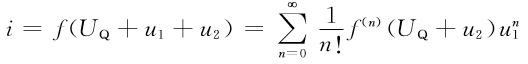 i = f(U_Q + u_1 + u_2) = \sum_{n=0}^{\infty} \frac{1}{n!} f^{(n)}(U_Q + u_2) u_1^n